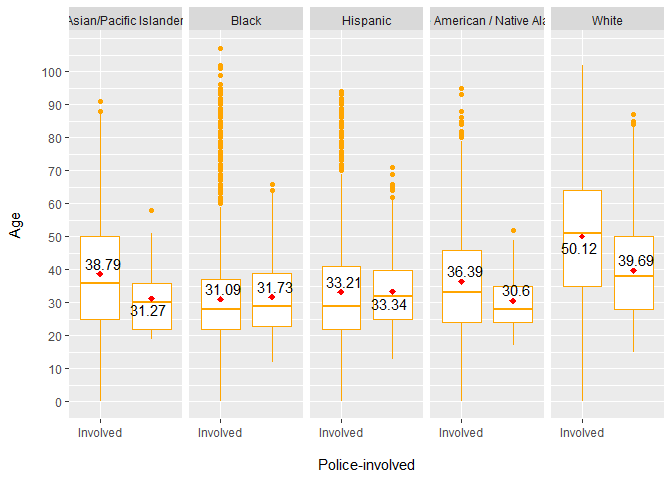 Asian/Pacific Islander
Black
Hispanic
American / Native Ala
White
100
90
80
70
60
50
40
30
20
10
0
Age
38.79
31.27
31.09
31.73
33.21
33.34
36.39
30.6
50.12
39.69
Involved
Involved
Involved
Involved
Involved
Police-involved